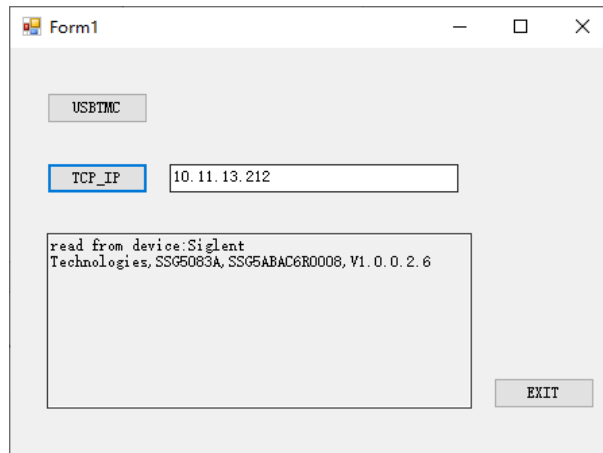 Form1
USBTMC
TCP_IP
10.11.13.212
read from device:Siglent
Technologies,SSG5083A,SSG5ABAC6R0008,V1.0.0.2.6
EXIT